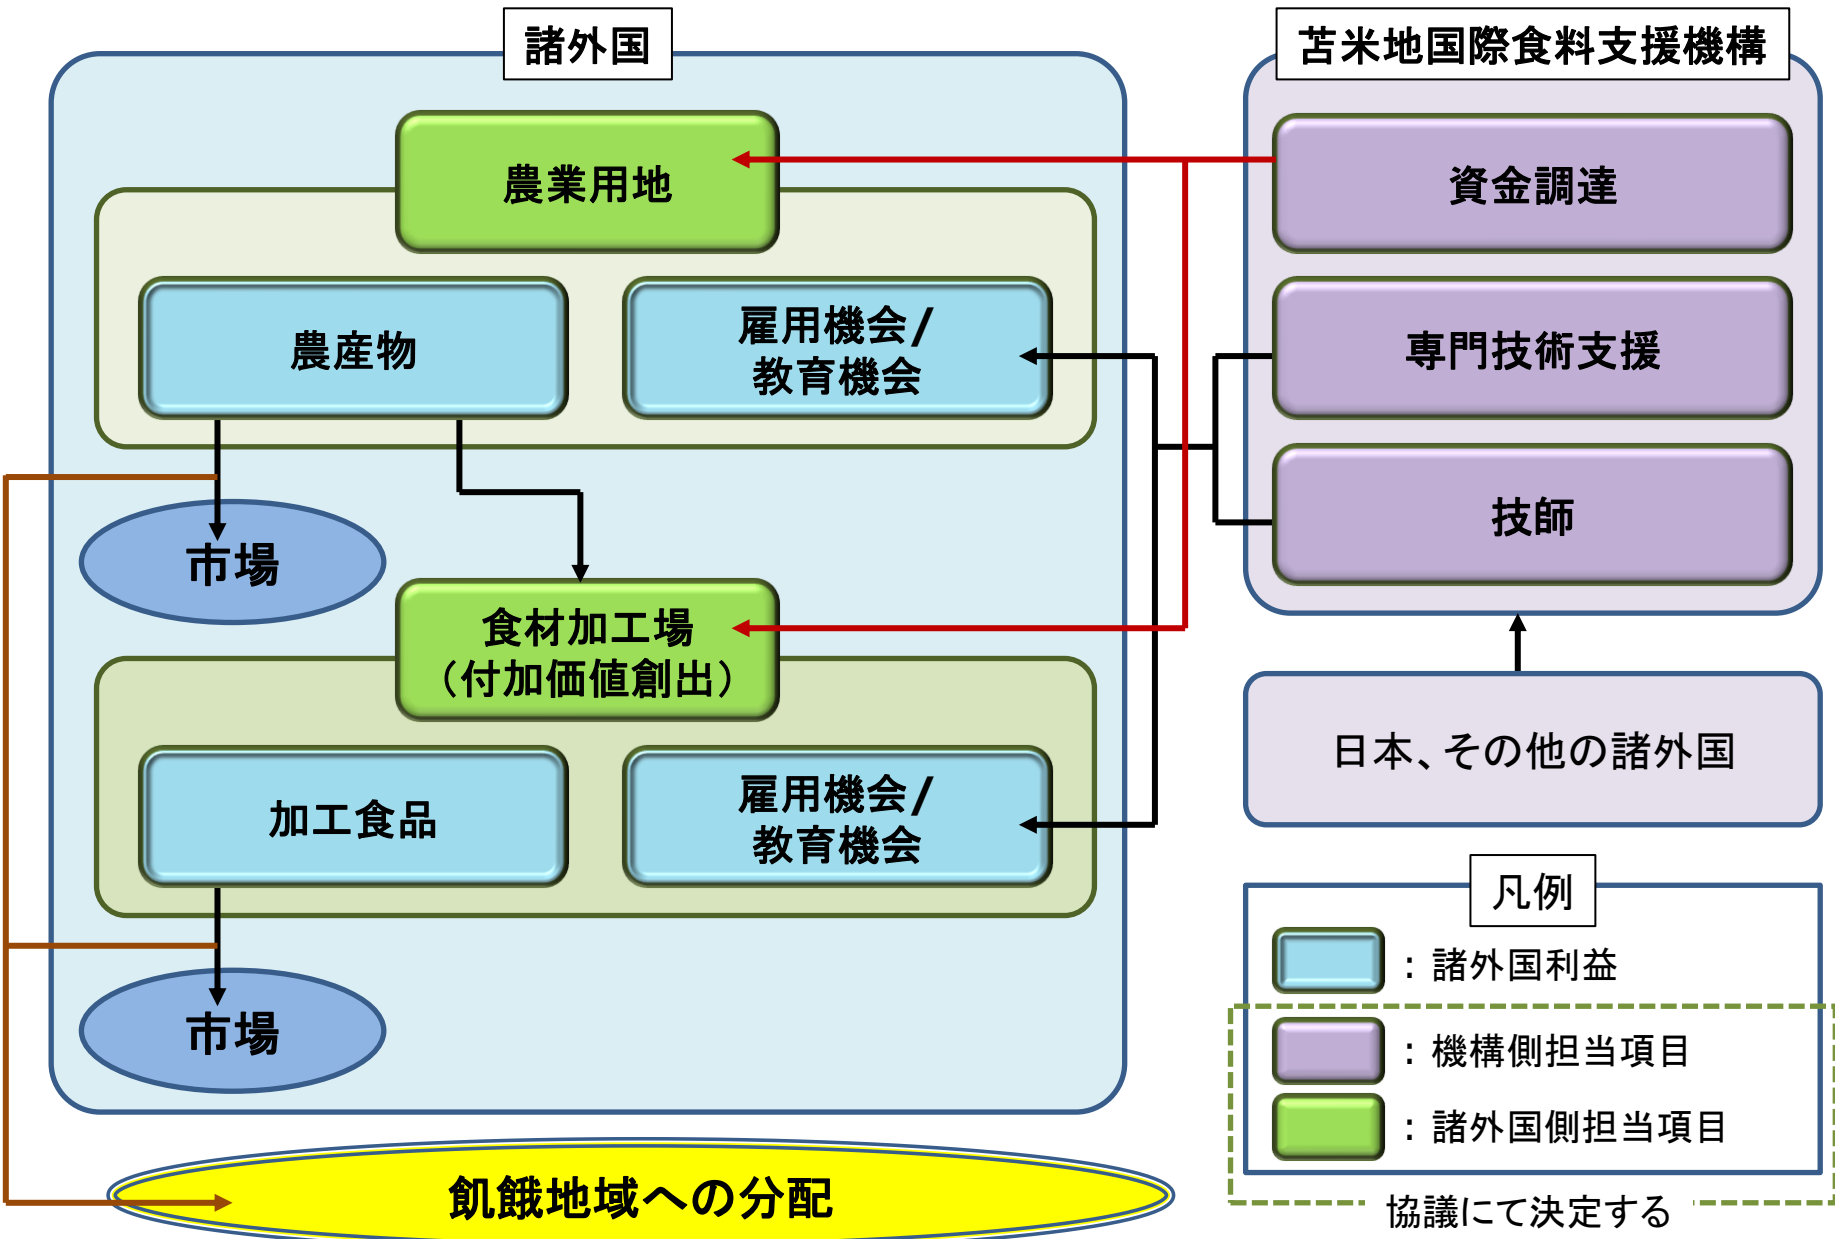 諸外国
農業用地
農産物
雇用機会/
教育機会
市場
食材加工場
（付加価値創出）
加工食品
雇用機会/
教育機会
市場
飢餓地域への分配
苫米地国際食料支援機構
資金調達
専門技術支援
技師
日本、その他の諸外国
凡例
：諸外国利益
：機構側担当項目
：諸外国側担当項目
協議にて決定する